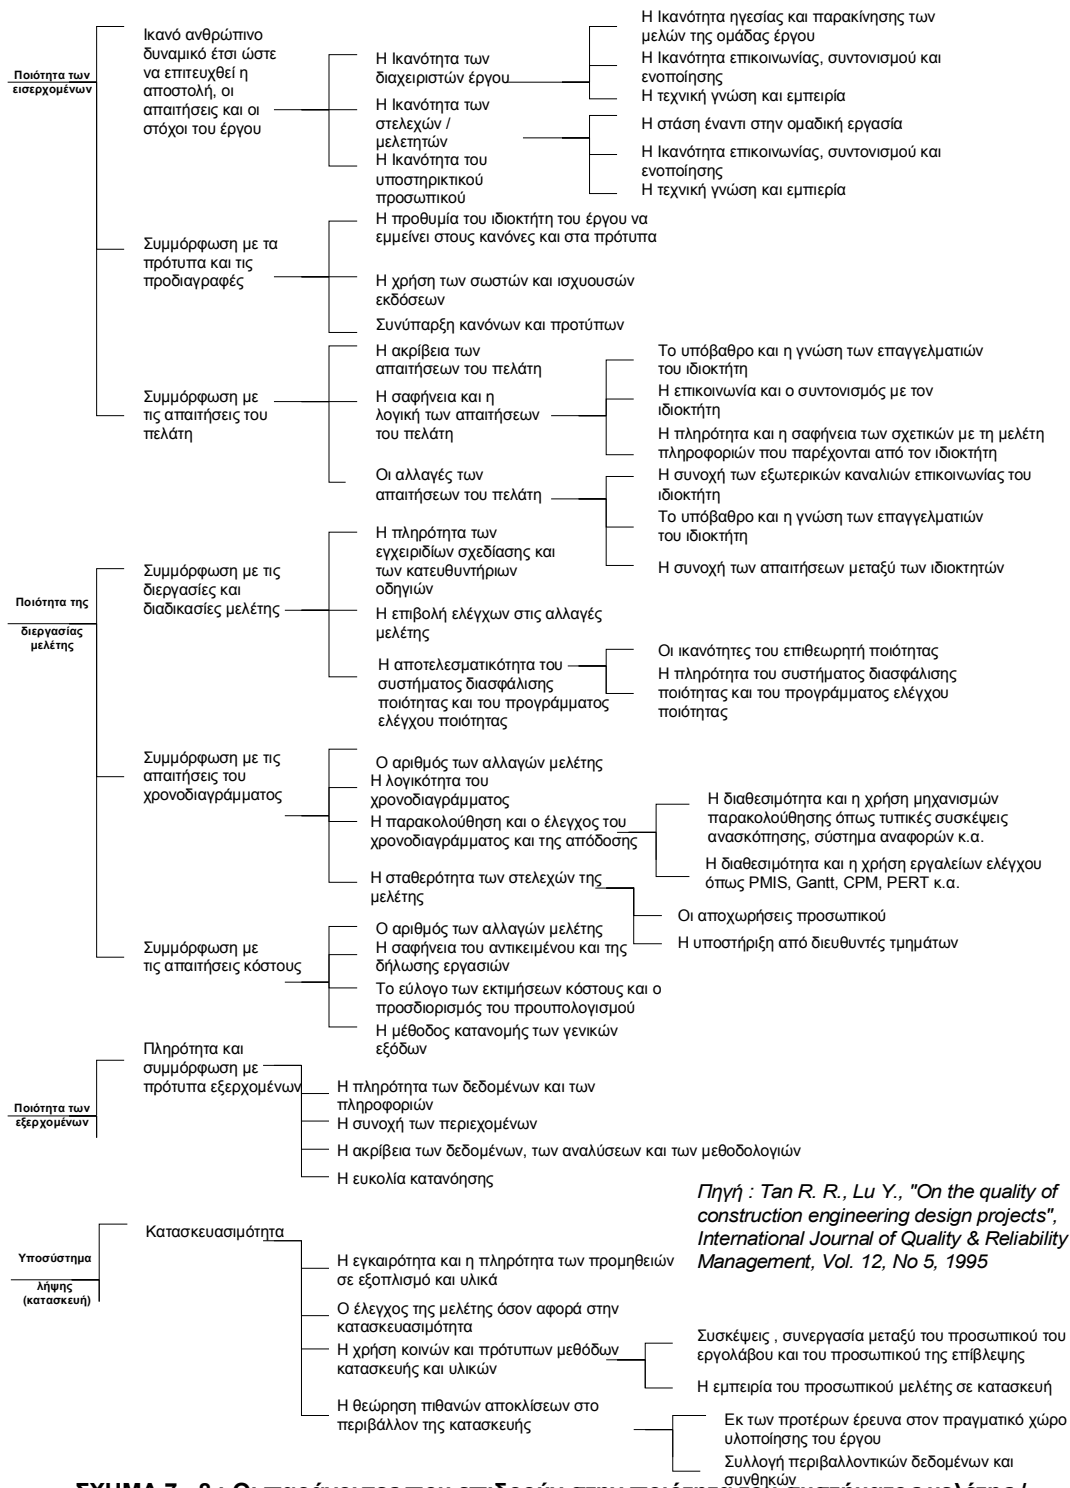 Ποιότητα των
εισερχομένων
Ικανό ανθρώπινο
δυναμικό έτσι ώστε
να επιτευχθεί η
αποστολή, οι
απαιτήσεις και οι
στόχοι του έργου
Η Ικανότητα των
διαχειριστών έργου
Η Ικανότητα ηγεσίας και παρακίνησης των
μελών της ομάδας έργου
Η Ικανότητα επικοινωνίας, συντονισμού και
ενοποίησης
Η τεχνική γνώση και εμπειρία
Η Ικανότητα των
στελεχών /
μελετητών
Η στάση έναντι στην ομαδική εργασία
Η Ικανότητα επικοινωνίας, συντονισμού και
ενοποίησης
Η τεχνική γνώση και εμπιερία
Η Ικανότητα του
υποστηρικτικού
προσωπικού
Συμμόρφωση με τα
πρότυπα και τις
προδιαγραφές
Η προθυμία του ιδιοκτήτη του έργου να
εμμείνει στους κανόνες και στα πρότυπα
Η χρήση των σωστών και ισχυουσών
εκδόσεων
Συνύπαρξη κανόνων και προτύπων
Συμμόρφωση με
τις απαιτήσεις του
πελάτη
Η ακρίβεια των
απαιτήσεων του πελάτη
Η σαφήνεια και η
λογική των απαιτήσεων
του πελάτη
Το υπόβαθρο και η γνώση των επαγγελματιών
του ιδιοκτήτη
Η επικοινωνία και ο συντονισμός με τον
ιδιοκτήτη
Η πληρότητα και η σαφήνεια των σχετικών με τη μελέτη
πληροφοριών που παρέχονται από τον ιδιοκτήτη
Οι αλλαγές των
απαιτήσεων του πελάτη
Η συνοχή των εξωτερικών καναλιών επικοινωνίας του
ιδιοκτήτη
Το υπόβαθρο και η γνώση των επαγγελματιών
του ιδιοκτήτη
Η συνοχή των απαιτήσεων μεταξύ των ιδιοκτητών
Ποιότητα της
διεργασίας
μελέτης
Συμμόρφωση με τις
διεργασίες και
διαδικασίες μελέτης
Η πληρότητα των
εγχειριδίων σχεδίασης και
των κατευθυντήριων
οδηγιών
Η επιβολή ελέγχων στις αλλαγές
μελέτης
Η αποτελεσματικότητα του
συστήματος διασφάλισης
ποιότητας και του προγράμματος
ελέγχου ποιότητας
Οι ικανότητες του επιθεωρητή ποιότητας
Η πληρότητα του συστήματος διασφάλισης
ποιότητας και του προγράμματος ελέγχου
ποιότητας
Συμμόρφωση με τις
απαιτήσεις του
χρονοδιαγράμματος
Ο αριθμός των αλλαγών μελέτης
Η λογικότητα του
χρονοδιαγράμματος
Η παρακολούθηση και ο έλεγχος του
χρονοδιαγράμματος και της απόδοσης
Η διαθεσιμότητα και η χρήση μηχανισμών
παρακολούθησης όπως τυπικές συσκέψεις
ανασκόπησης, σύστημα αναφορών κ.α.
Η διαθεσιμότητα και η χρήση εργαλείων ελέγχου
όπως PMIS, Gantt, CPM, PERT κ.α.
Η σταθερότητα των στελεχών της
μελέτης
Οι αποχωρήσεις προσωπικού
Η υποστήριξη από διευθυντές τμημάτων
Συμμόρφωση με
τις απαιτήσεις κόστους
Ο αριθμός των αλλαγών μελέτης
Η σαφήνεια του αντικειμένου και της
δήλωσης εργασιών
Το εύλογο των εκτιμήσεων κόστους και ο
προσδιορισμός του προυπολογισμού
Η μέθοδος κατανομής των γενικών
εξόδων
Ποιότητα των
εξερχομένων
Πληρότητα και
συμμόρφωση με
πρότυπα εξερχομένων
Η πληρότητα των δεδομένων και των
πληροφοριών
Η συνοχή των περιεχομένων
Η ακρίβεια των δεδομένων, των αναλύσεων και των μεθοδολογιών
Η ευκολία κατανόησης
Πηγή : Tan R. R., Lu Y., "On the quality of
construction engineering design projects",
International Journal of Quality & Reliability
Management, Vol. 12, No 5, 1995
Υποσύστημα
λήψης
(κατασκευή)
Κατασκευασιμότητα
Η εγκαιρότητα και η πληρότητα των προμηθειών
σε εξοπλισμό και υλικά
Ο έλεγχος της μελέτης όσον αφορά στην
κατασκευασιμότητα
Η χρήση κοινών και πρότυπων μεθόδων
κατασκευής και υλικών
Συσκέψεις , συνεργασία μεταξύ του προσωπικού του
εργολάβου και του προσωπικού της επίβλεψης
Η εμπειρία του προσωπικού μελέτης σε κατασκευή
Η θεώρηση πιθανών αποκλίσεων στο
περιβάλλον της κατασκευής
Εκ των προτέρων έρευνα στον πραγματικό χώρο
υλοποίησης του έργου
Συλλογή περιβαλλοντικών δεδομένων και
συνθηκών